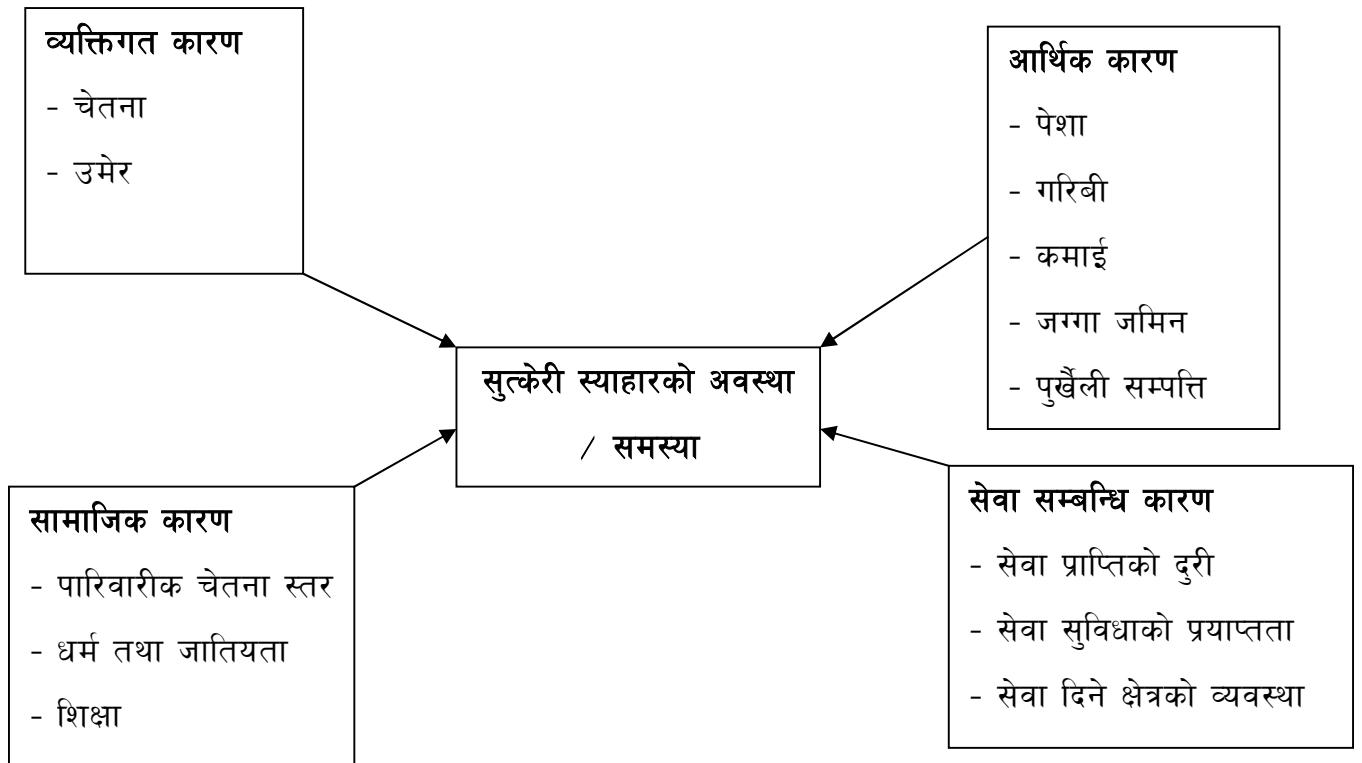 व्यक्तिगत कारण
- चेतना
- उमेर
आर्थिक कारण
- पेशा
- गरिबी
- कमाई
- जग्गा जमिन
- पुर्खैली सम्पत्ति
सुत्केरी स्याहारको अवस्था
/ समस्या
सामाजिक कारण
- पारिवारीक चेतना स्तर
- धर्म तथा जातियता
- शिक्षा
सेवा सम्बन्धि कारण
- सेवा प्राप्तिको दुरी
- सेवा सुविधाको प्रयाप्तता
- सेवा दिने क्षेत्रको व्यवस्था